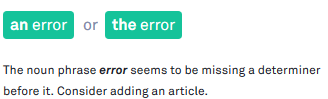 an error or the error
The noun phrase error seems to be missing a determiner
before it. Consider adding an article.